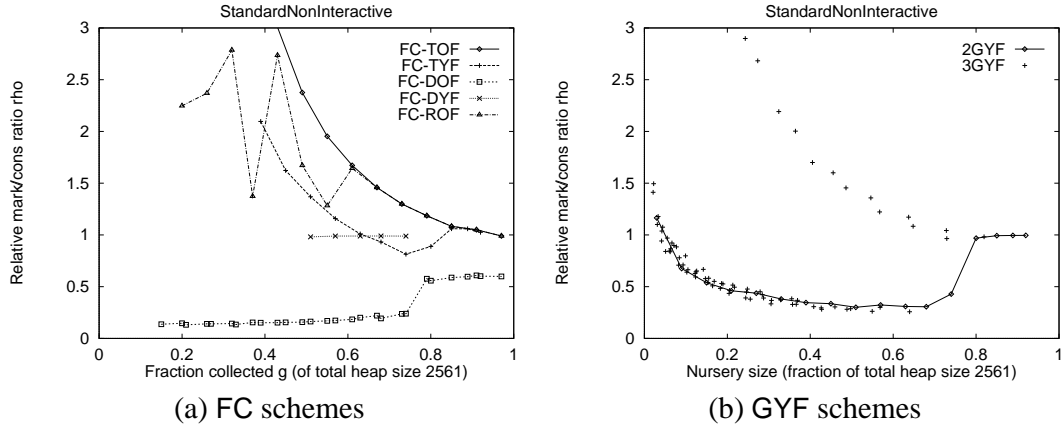 StandardNonInteractive
Relative mark/cons ratio rho
3
2.5
2
1.5
1
0.5
0
FC-TOF
FC-TYF
FC-DOF
FC-DYF
FC-ROF
0 0.2 0.4 0.6 0.8 1
Fraction collected g (of total heap size 2561)
(a) FC schemes
StandardNonInteractive
Relative mark/cons ratio rho
3
2.5
2
1.5
1
0.5
0
2GYF
3GYF
0 0.2 0.4 0.6 0.8 1
Nursery size (fraction of total heap size 2561)
(b) GYF schemes